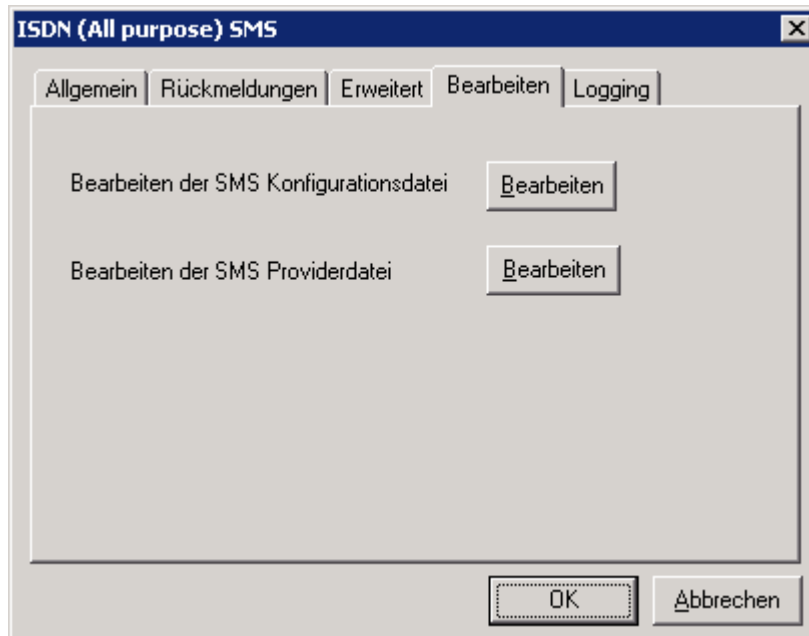 ISDN (All purpose) SMS
Allgemein Rückmeldungen Erweitert Bearbeiten Logging
Bearbeiten der SMS Konfigurationsdatei Bearbeiten
Bearbeiten der SMS Providerdatei Bearbeiten
OK Abbrechen